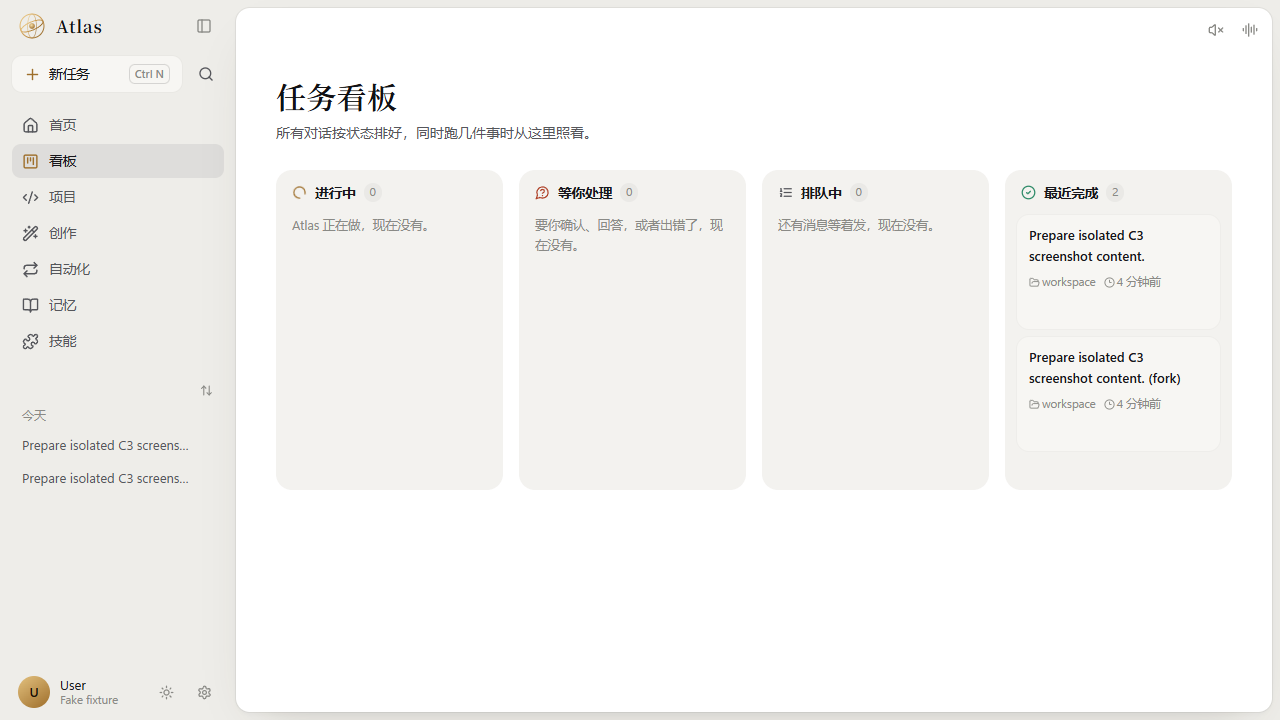 Atlas
新任务 Ctrl N
首页
看板
项目
创作
自动化
记忆
技能
今天
Prepare isolated C3 screens...
Prepare isolated C3 screens...
U
User
Fake fixture
任务看板
所有对话按状态排好，同时跑几件事时从这里照看。
进行中 0
Atlas 正在做，现在没有。
等你处理 0
要你确认、回答，或者出错了，现
在没有。
排队中 0
还有消息等着发，现在没有。
最近完成 2
Prepare isolated C3
screenshot content.
workspace 4 分钟前
Prepare isolated C3
screenshot content. (fork)
workspace 4 分钟前